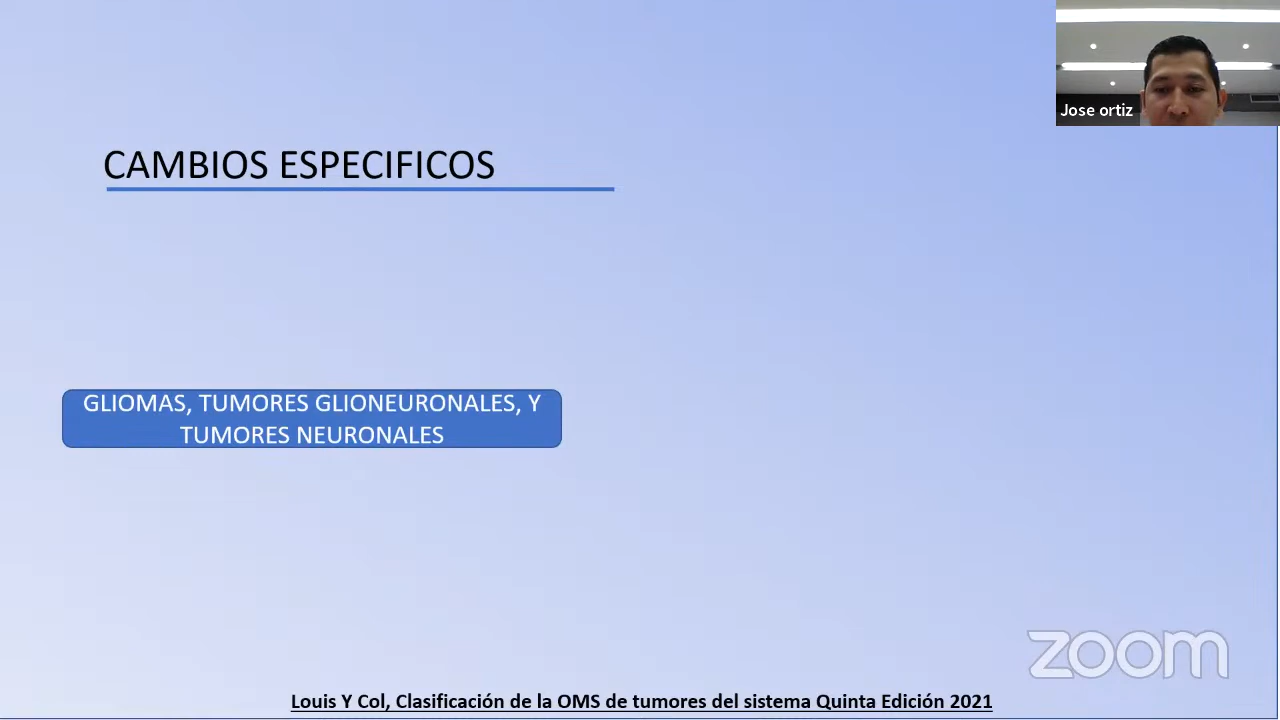 Jose ortiz
CAMBIOS ESPECIFICOS
GLIOMAS, TUMORES GLIONEURONALES, Y
TUMORES NEURONALES
zoom
Louis Y Col, Clasificación de la OMS de tumores del sistema Quinta Edición 2021